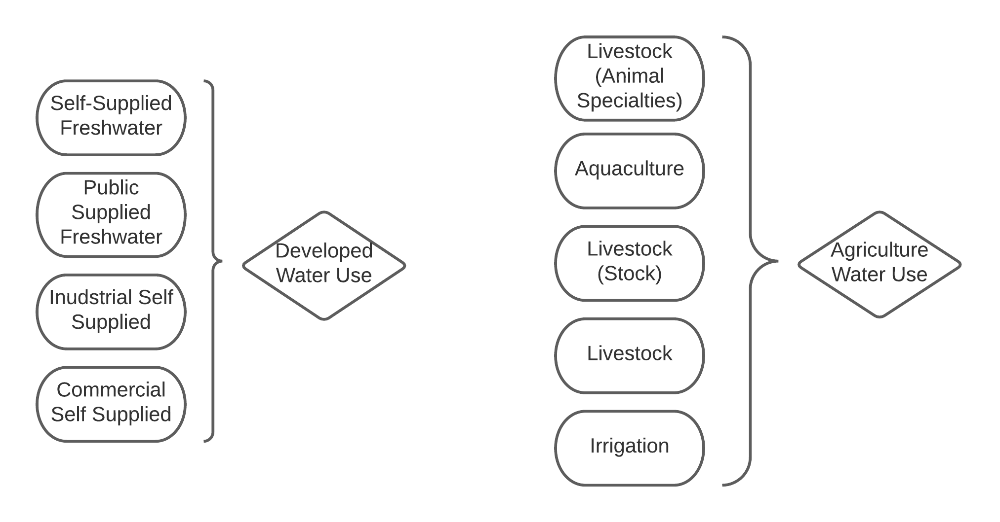 Self-Supplied
Freshwater
Public
Supplied
Freshwater
Inudstrial Self
Supplied
Commercial
Self Supplied
Developed
Water Use
Livestock
(Animal
Specialties)
Aquaculture
Livestock
(Stock)
Livestock
Irrigation
Agriculture
Water Use